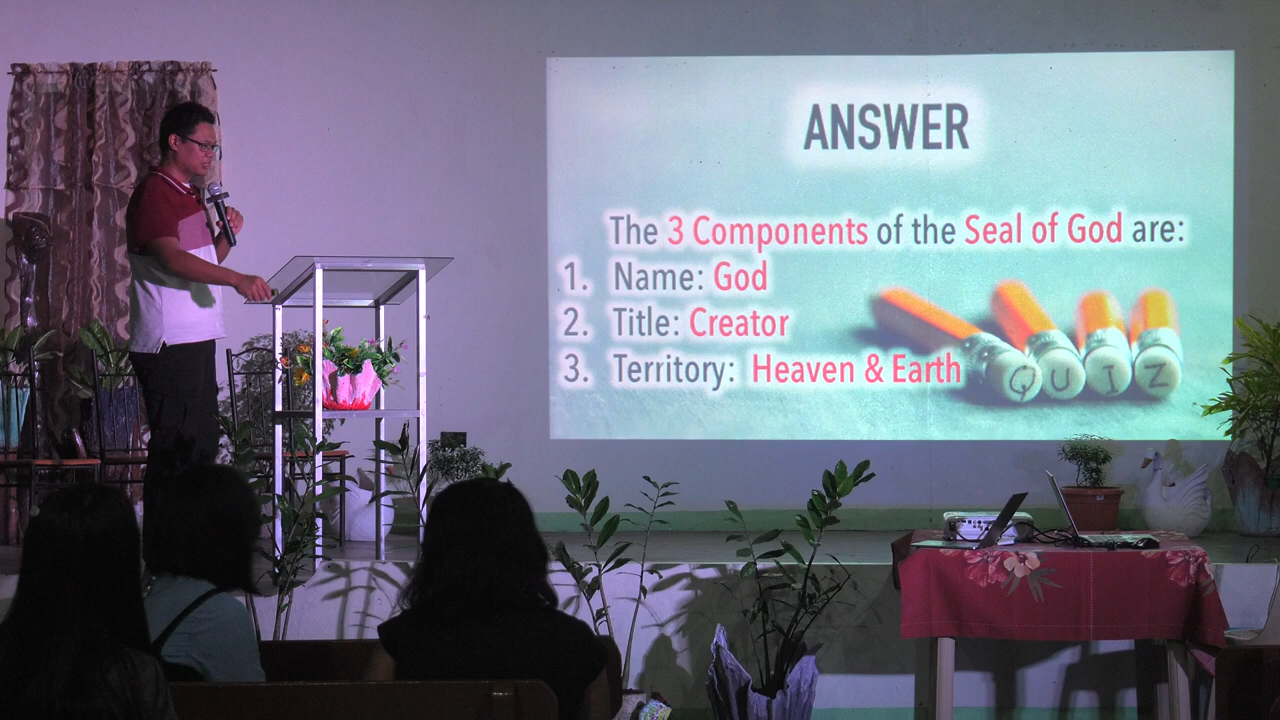 ANSWER
The 3 Components of the Seal of God are:
1. Name: God
2. Title: Creator
3. Territory: Heaven & Earth
QUIZ